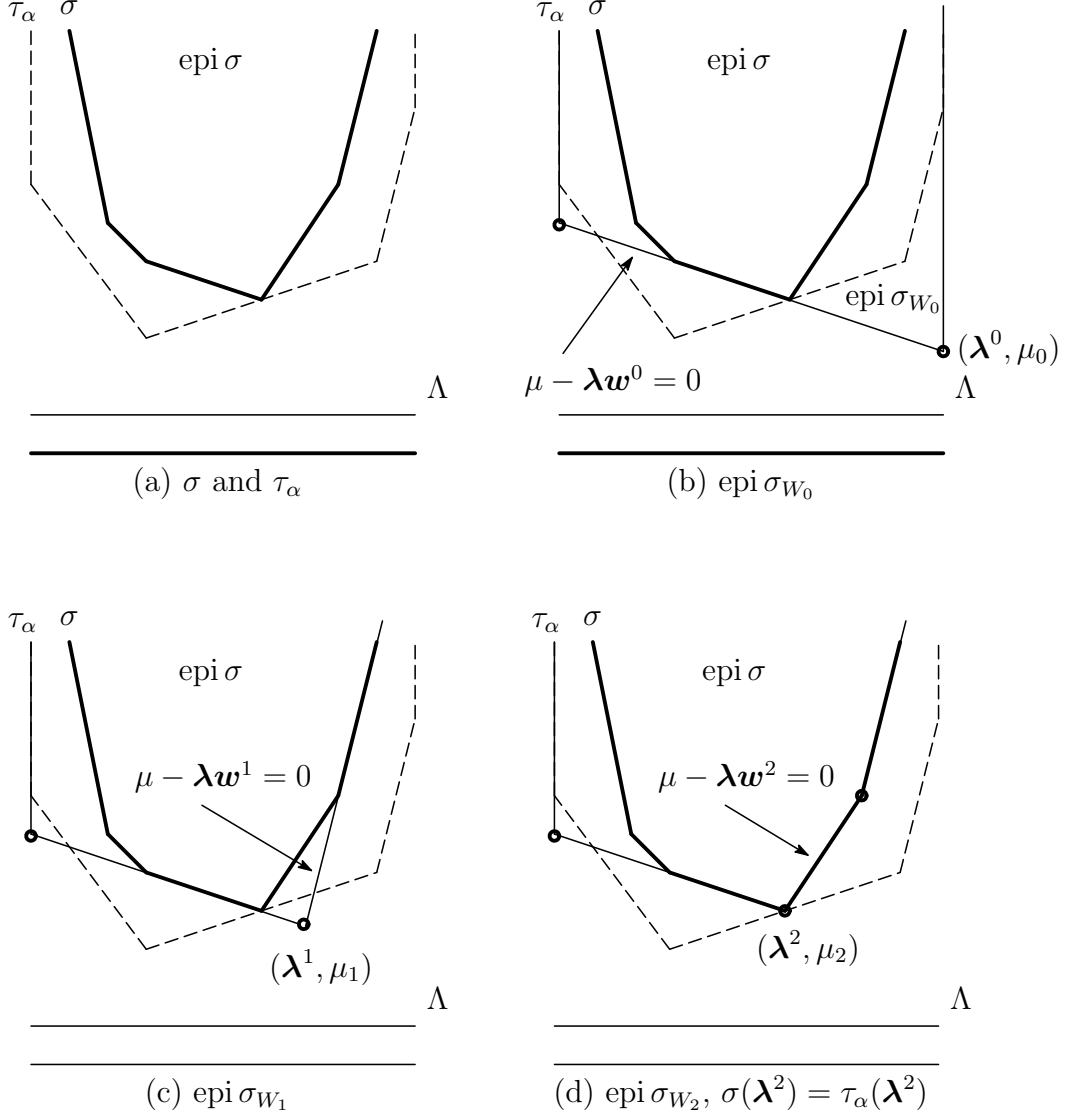 τ_α σ
epi σ
Λ
(a) σ and τ_α
τ_α σ
epi σ
epi σ_{W_0}
(λ^0, μ_0)
μ − λw^0 = 0
Λ
(b) epi σ_{W_0}
τ_α σ
epi σ
μ − λw^1 = 0
(λ^1, μ_1)
Λ
(c) epi σ_{W_1}
τ_α σ
epi σ
μ − λw^2 = 0
(λ^2, μ_2)
Λ
(d) epi σ_{W_2}, σ(λ^2) = τ_α(λ^2)